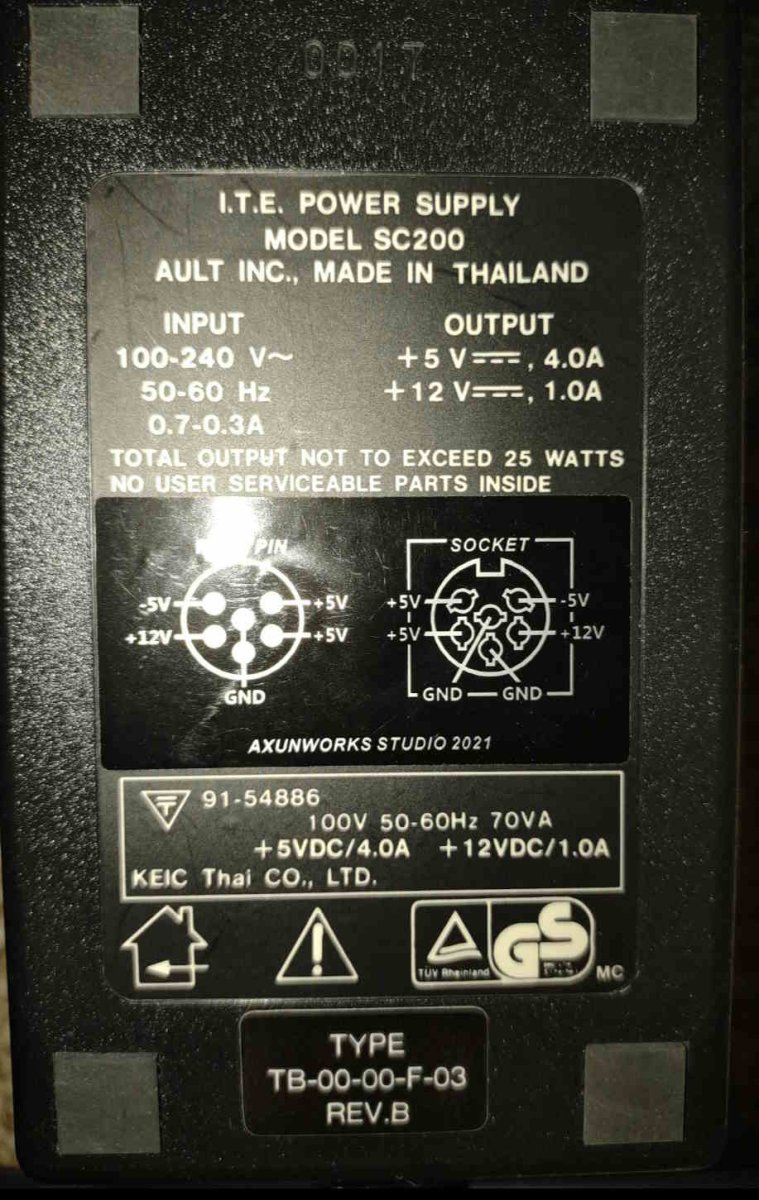 0017
I.T.E. POWER SUPPLY
MODEL SC200
AULT INC., MADE IN THAILAND
INPUT
100-240 V~
50-60 Hz
0.7-0.3A
OUTPUT
+5 V⎓, 4.0A
+12 V⎓, 1.0A
TOTAL OUTPUT NOT TO EXCEED 25 WATTS
NO USER SERVICEABLE PARTS INSIDE
PIN
-5V +5V
+12V +5V
GND
SOCKET
+5V -5V
+5V +12V
GND GND
AXUNWORKS STUDIO 2021
91-54886
100V 50-60Hz 70VA
+5VDC/4.0A +12VDC/1.0A
KEIC Thai CO., LTD.
TÜV Rheinland
GS
MC
TYPE
TB-00-00-F-03
REV.B